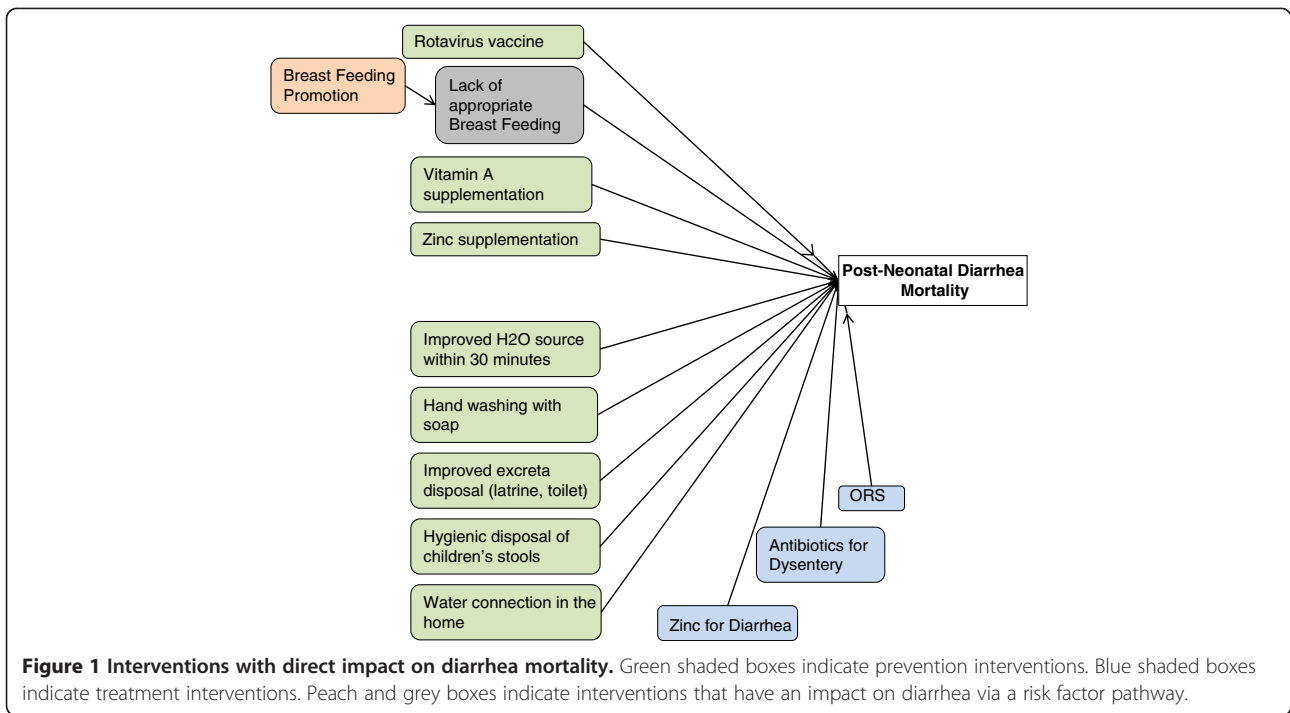 Rotavirus vaccine
Breast Feeding
Promotion
Lack of
appropriate
Breast Feeding
Vitamin A
supplementation
Zinc supplementation
Post-Neonatal Diarrhea
Mortality
Improved H2O source
within 30 minutes
Hand washing with
soap
Improved excreta
disposal (latrine, toilet)
ORS
Antibiotics for
Dysentery
Hygienic disposal of
children's stools
Water connection in the
home
Zinc for Diarrhea
Figure 1 Interventions with direct impact on diarrhea mortality. Green shaded boxes indicate prevention interventions. Blue shaded boxes
indicate treatment interventions. Peach and grey boxes indicate interventions that have an impact on diarrhea via a risk factor pathway.